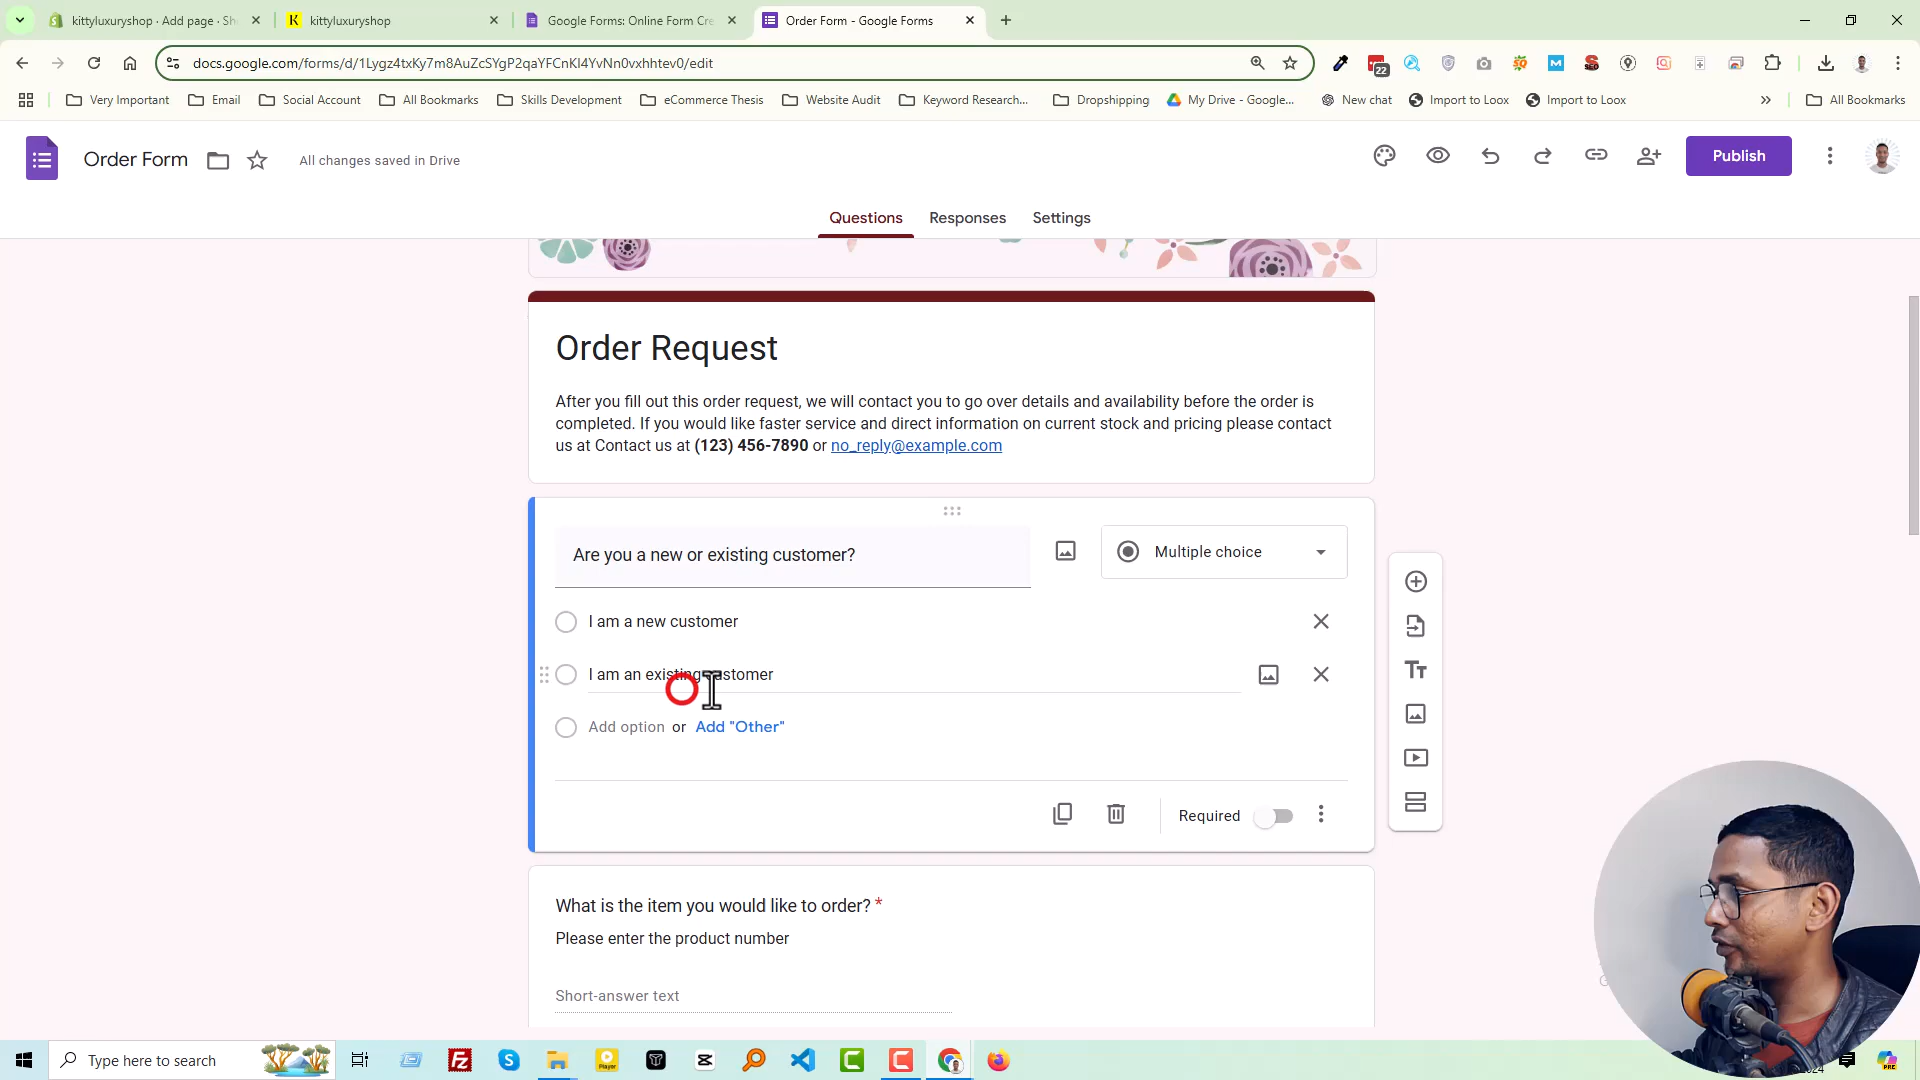 kittyluxuryshop · Add page · Sh
kittyluxuryshop
Google Forms: Online Form Cre
Order Form - Google Forms
docs.google.com/forms/d/1Lygz4txKy7m8AuZcSYgP2qaYFCnKl4YvNn0vxhhtev0/edit
22
Very Important
Email
Social Account
All Bookmarks
Skills Development
eCommerce Thesis
Website Audit
Keyword Research...
Dropshipping
My Drive - Google...
New chat
Import to Loox
Import to Loox
All Bookmarks
Order Form
All changes saved in Drive
Publish
Questions
Responses
Settings
Order Request
After you fill out this order request, we will contact you to go over details and availability before the order is
completed. If you would like faster service and direct information on current stock and pricing please contact
us at Contact us at (123) 456-7890 or no_reply@example.com
Are you a new or existing customer?
Multiple choice
I am a new customer
I am an existing customer
Add option or Add "Other"
Required
What is the item you would like to order? *
Please enter the product number
Short-answer text
Type here to search